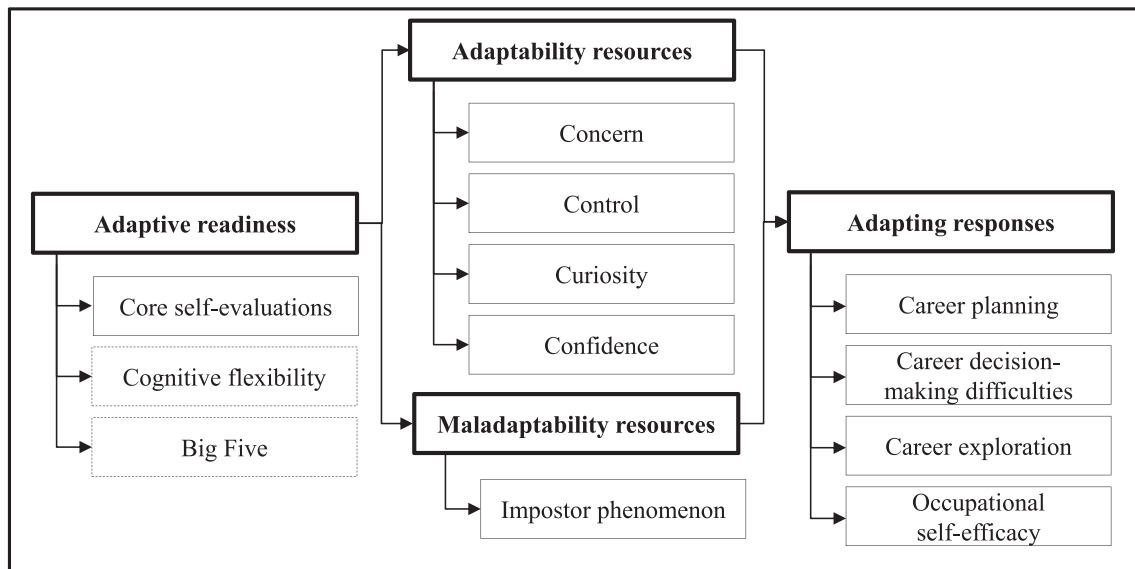 Adaptability resources
Concern
Control
Curiosity
Confidence
Adaptive readiness
Core self-evaluations
Cognitive flexibility
Big Five
Maladaptability resources
Impostor phenomenon
Adapting responses
Career planning
Career decision-
making difficulties
Career exploration
Occupational
self-efficacy